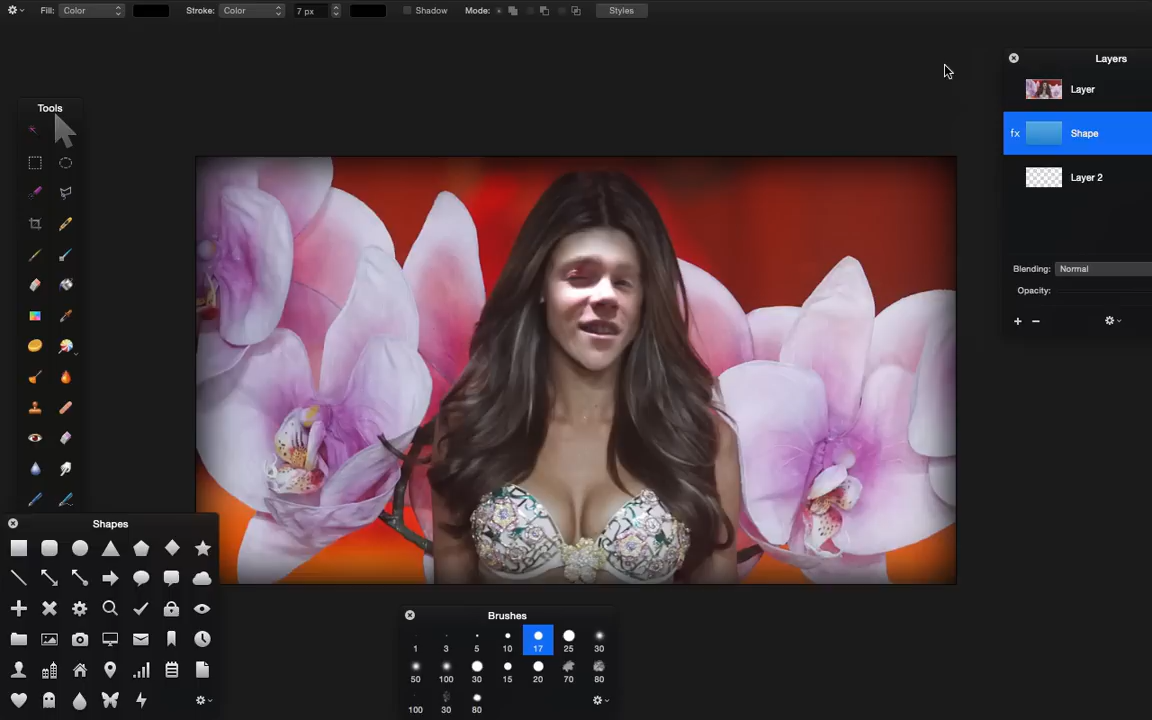 Fill: Color Stroke: Color 7 px Shadow Mode: Styles
Tools
Layers
Layer
fx Shape
Layer 2
Blending: Normal
Opacity:
Shapes
Brushes
1 3 5 10 17 25 30
50 100 30 15 20 70 80
100 30 80